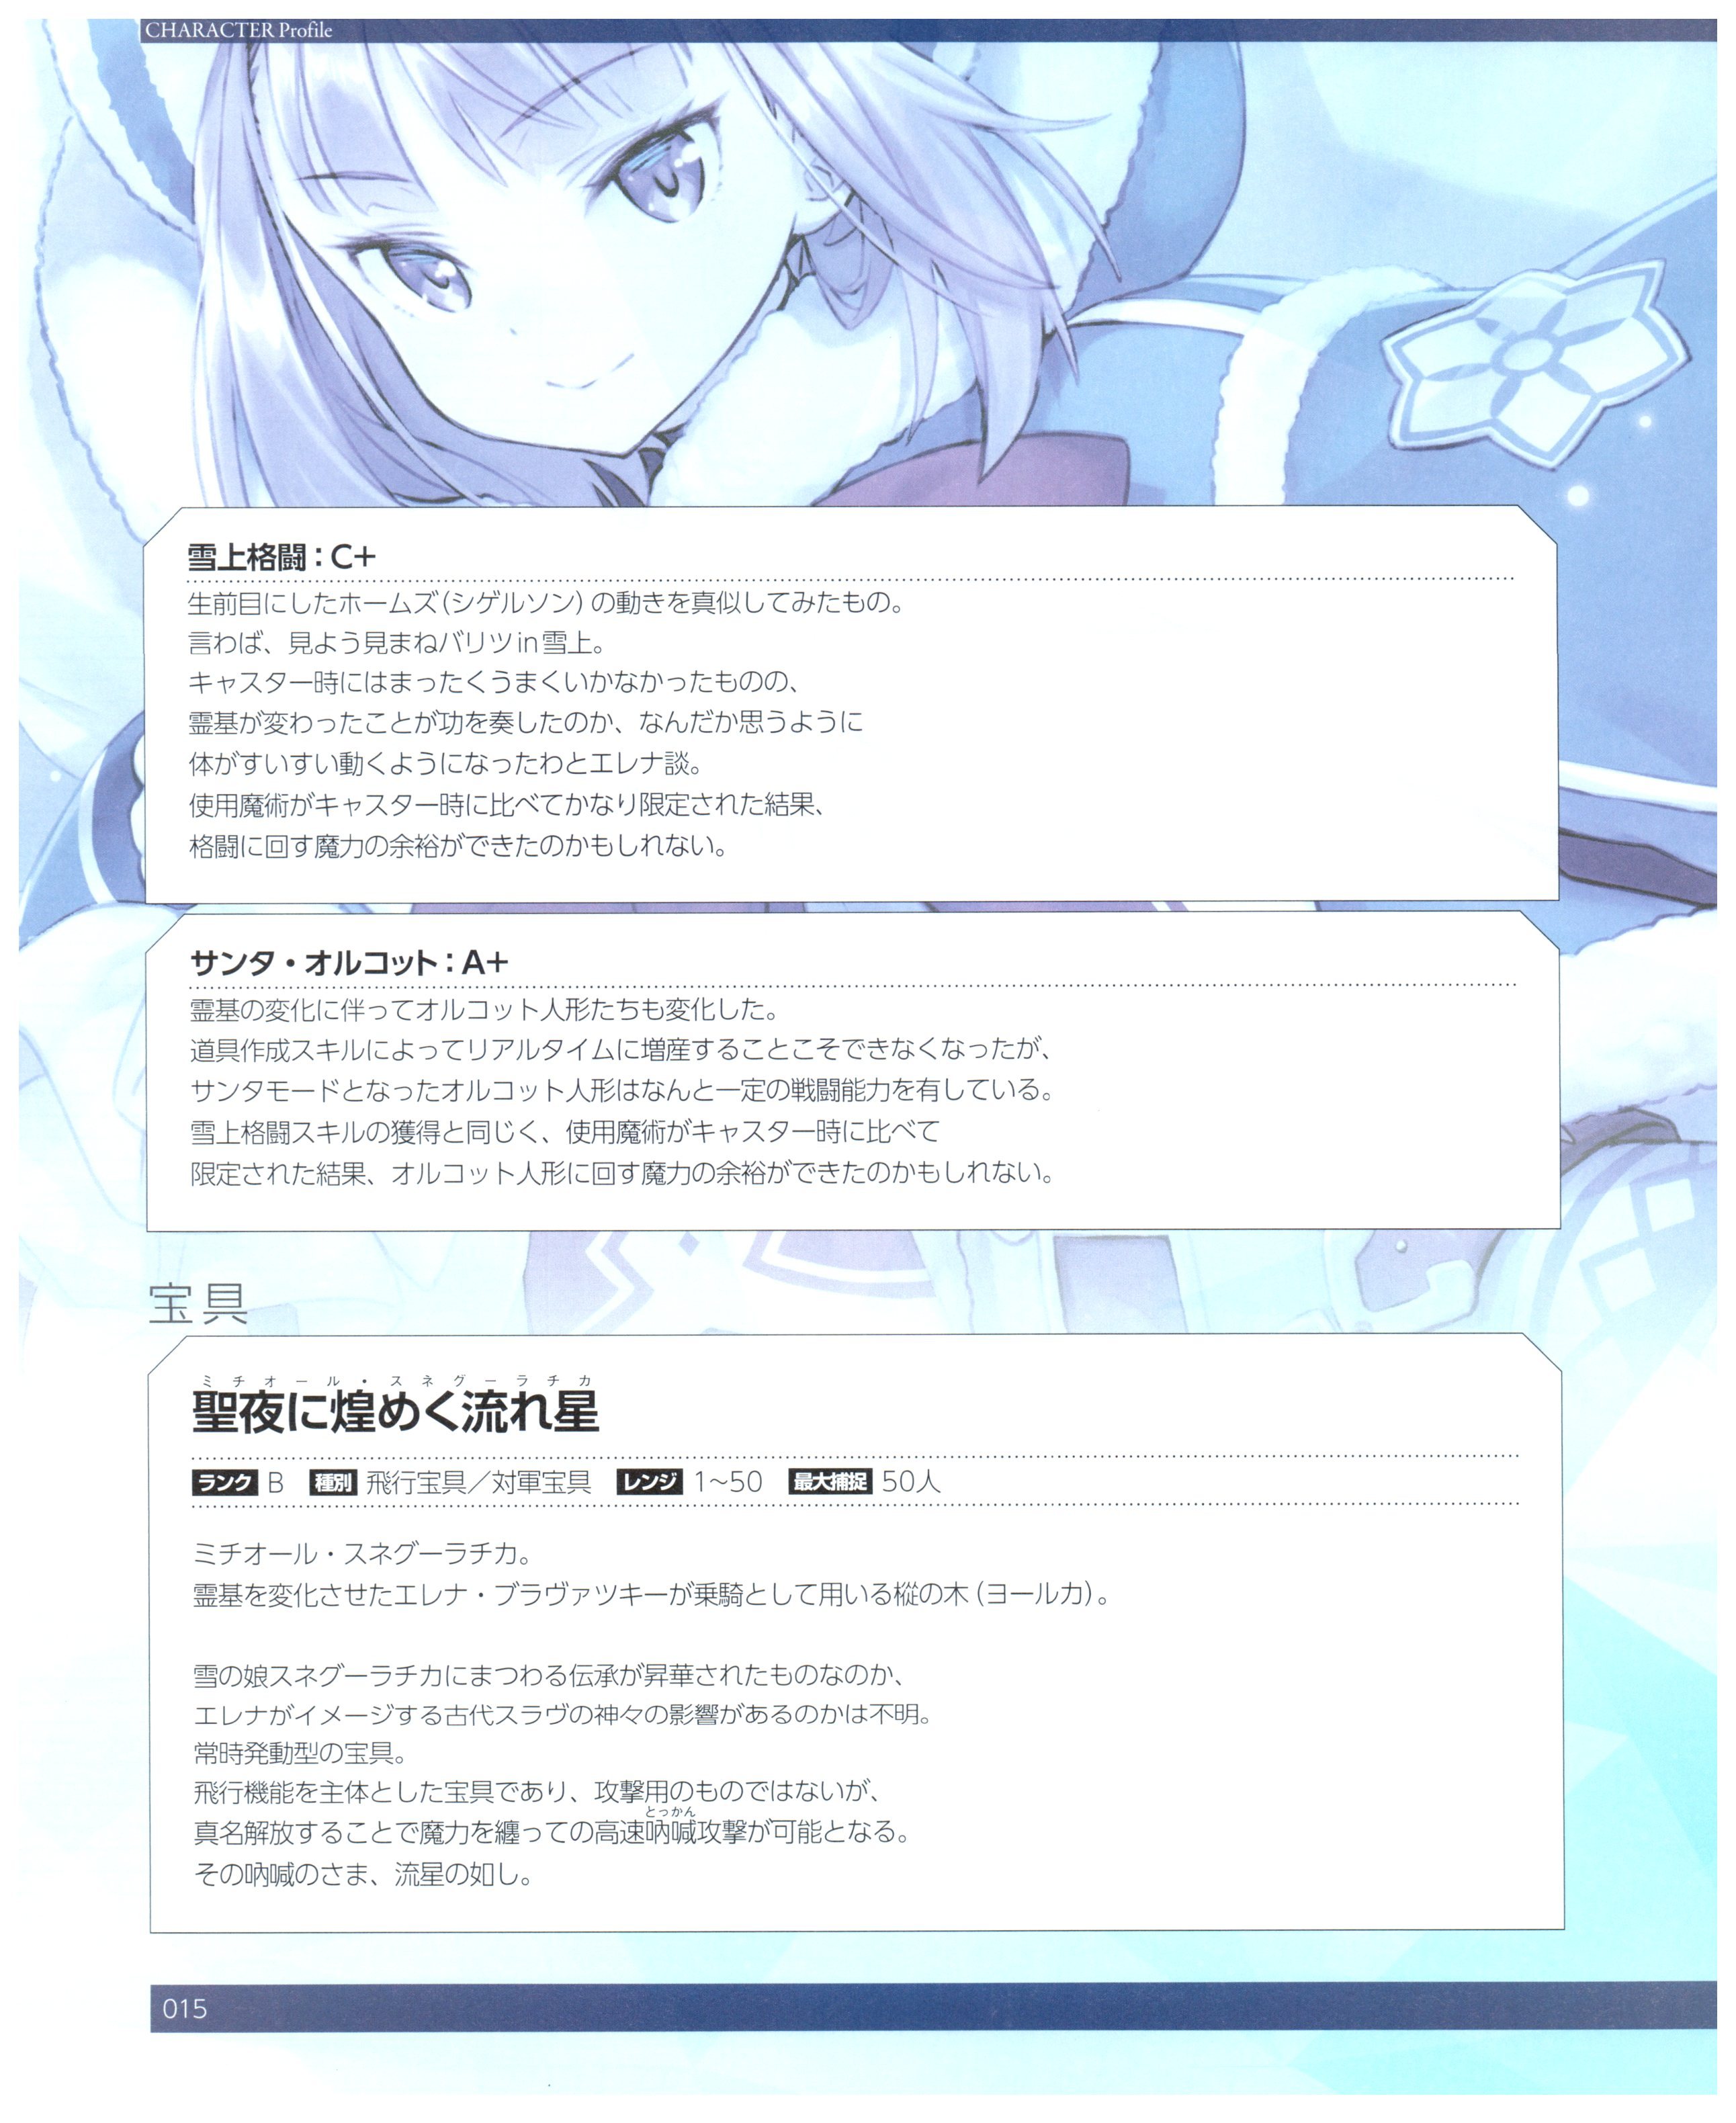 CHARACTER Profile
雪上格闘：C+
生前目にしたホームズ（シゲルソン）の動きを真似してみたもの。
言わば、見よう見まねバリツin雪上。
キャスター時にはまったくうまくいかなかったものの、
霊基が変わったことが功を奏したのか、なんだか思うように
体がすいすい動くようになったわとエレナ談。
使用魔術がキャスター時に比べてかなり限定された結果、
格闘に回す魔力の余裕ができたのかもしれない。
サンタ・オルコット：A+
霊基の変化に伴ってオルコット人形たちも変化した。
道具作成スキルによってリアルタイムに増産することこそできなくなったが、
サンタモードとなったオルコット人形はなんと一定の戦闘能力を有している。
雪上格闘スキルの獲得と同じく、使用魔術がキャスター時に比べて
限定された結果、オルコット人形に回す魔力の余裕ができたのかもしれない。
宝具
ミチオール・スネグーラチカ
聖夜に煌めく流れ星
ランク B 種別 飛行宝具／対軍宝具 レンジ 1～50 最大捕捉 50人
ミチオール・スネグーラチカ。
霊基を変化させたエレナ・ブラヴァツキーが乗騎として用いる樅の木（ヨールカ）。
雪の娘スネグーラチカにまつわる伝承が昇華されたものなのか、
エレナがイメージする古代スラヴの神々の影響があるのかは不明。
常時発動型の宝具。
飛行機能を主体とした宝具であり、攻撃用のものではないが、
とっかん
真名解放することで魔力を纏っての高速吶喊攻撃が可能となる。
その吶喊のさま、流星の如し。
015